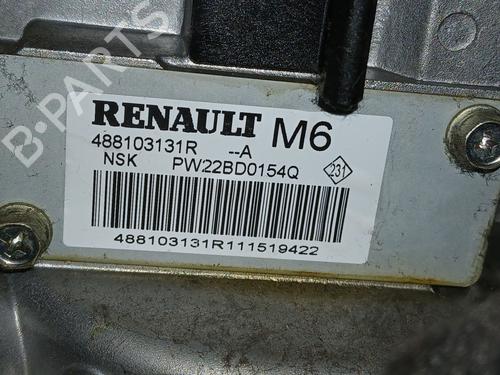 RENAULT M6
488103131R --A
NSK PW22BD0154Q
231
488103131R111519422
B-PARTS